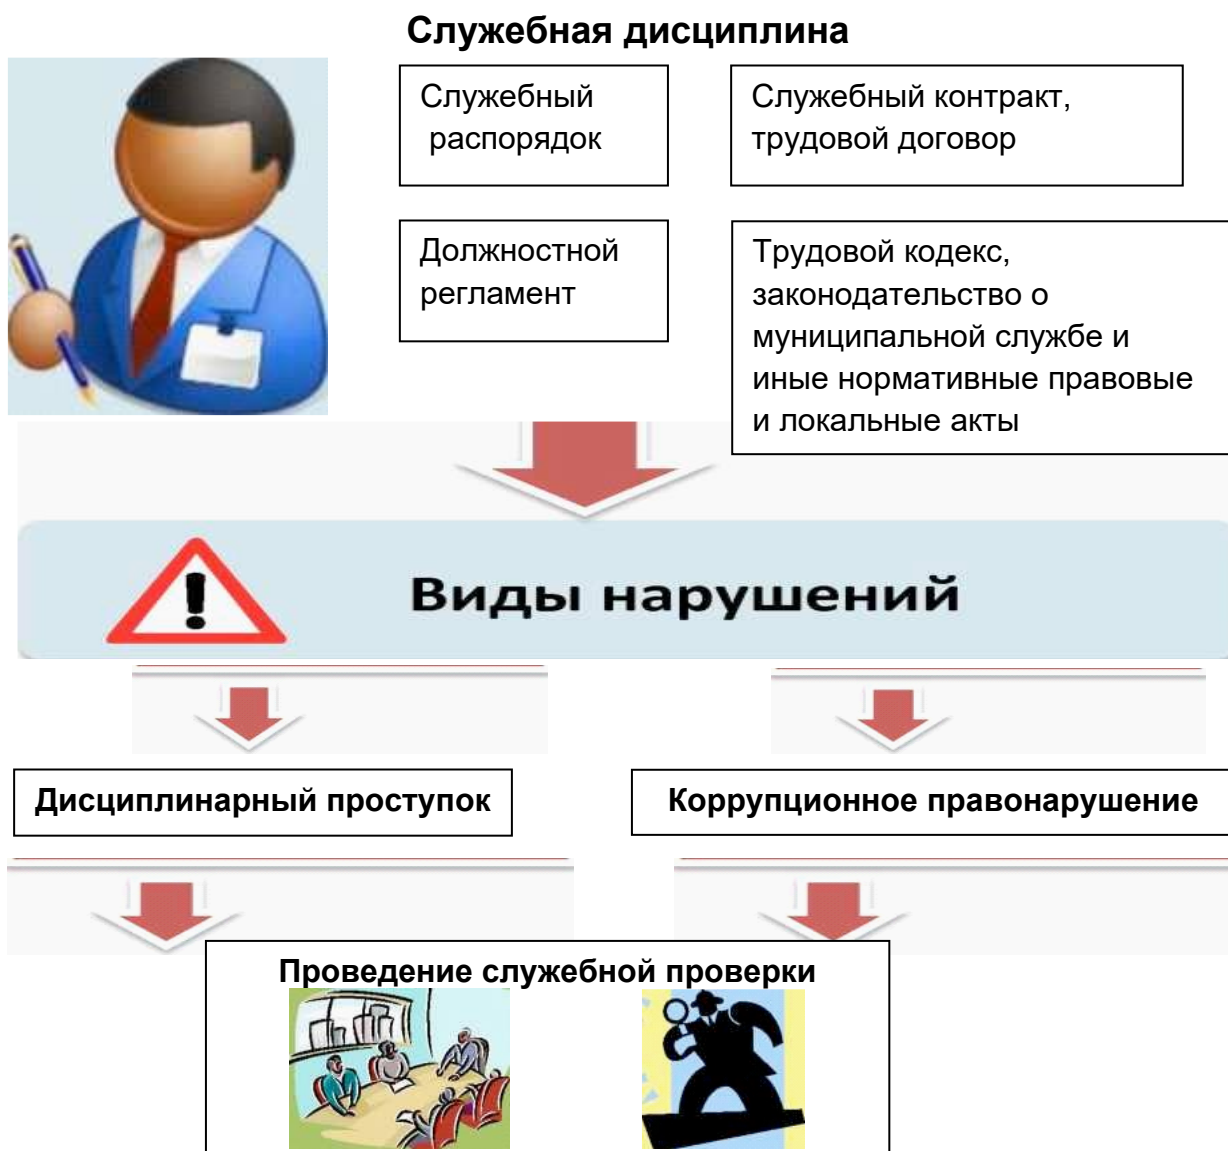 Служебная дисциплина
Служебный
распорядок
Служебный контракт,
трудовой договор
Должностной
регламент
Трудовой кодекс,
законодательство о
муниципальной службе и
иные нормативные правовые
и локальные акты
Виды нарушений
Дисциплинарный проступок
Коррупционное правонарушение
Проведение служебной проверки